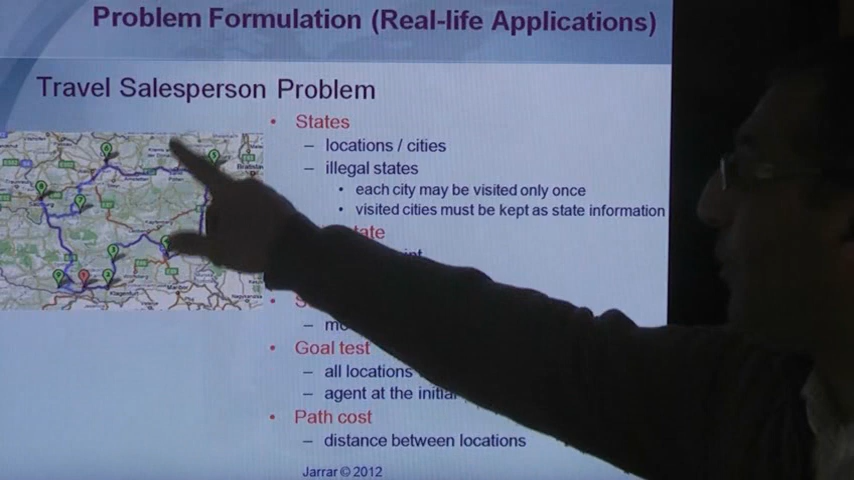 Problem Formulation (Real-life Applications)
Travel Salesperson Problem
• States
– locations / cities
– illegal states
• each city may be visited only once
• visited cities must be kept as state information
• Goal test
– all locations
– agent at the initial
• Path cost
– distance between locations
Jarrar © 2012